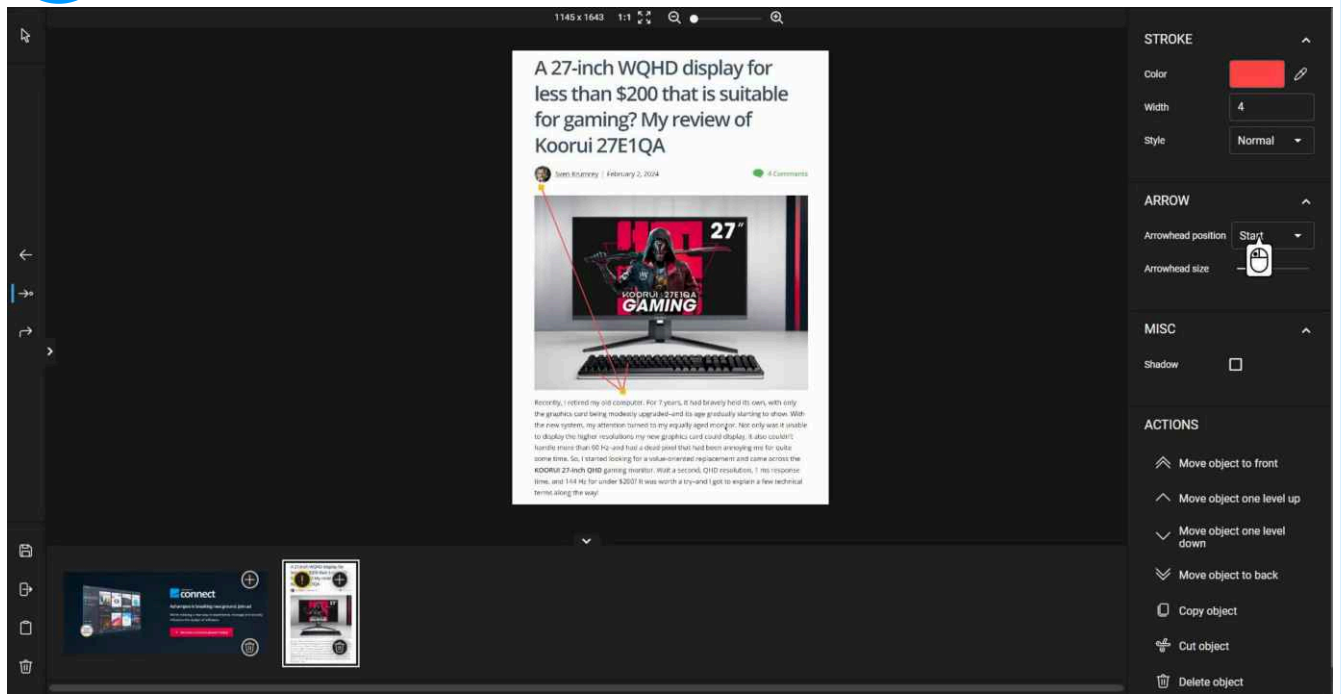 1145 x 1643 1:1
A 27-inch WQHD display for
less than $200 that is suitable
for gaming? My review of
Koorui 27E1QA
Sven Krumrey | February 2, 2024
4 Comments
27"
KOORUI 27E1QA
GAMING
Recently, I retired my old computer. For 7 years, it had bravely held its own, with only
the graphics card being modestly upgraded–and its age gradually starting to show. With
the new system, my attention turned to my equally aged monitor. Not only was it unable
to display the higher resolutions my new graphics card could display, it also couldn't
handle more than 60 Hz–and had a dead pixel that had been annoying me for quite
some time. So, I started looking for a value-oriented replacement and came across the
KOORUI 27-inch QHD gaming monitor. Wait a second, QHD resolution, 1 ms response
time, and 144 Hz for under $200? It was worth a try–and I got to explain a few technical
terms along the way!
connect
STROKE
Color
Width 4
Style Normal
ARROW
Arrowhead position Start
Arrowhead size
MISC
Shadow
ACTIONS
Move object to front
Move object one level up
Move object one level
down
Move object to back
Copy object
Cut object
Delete object